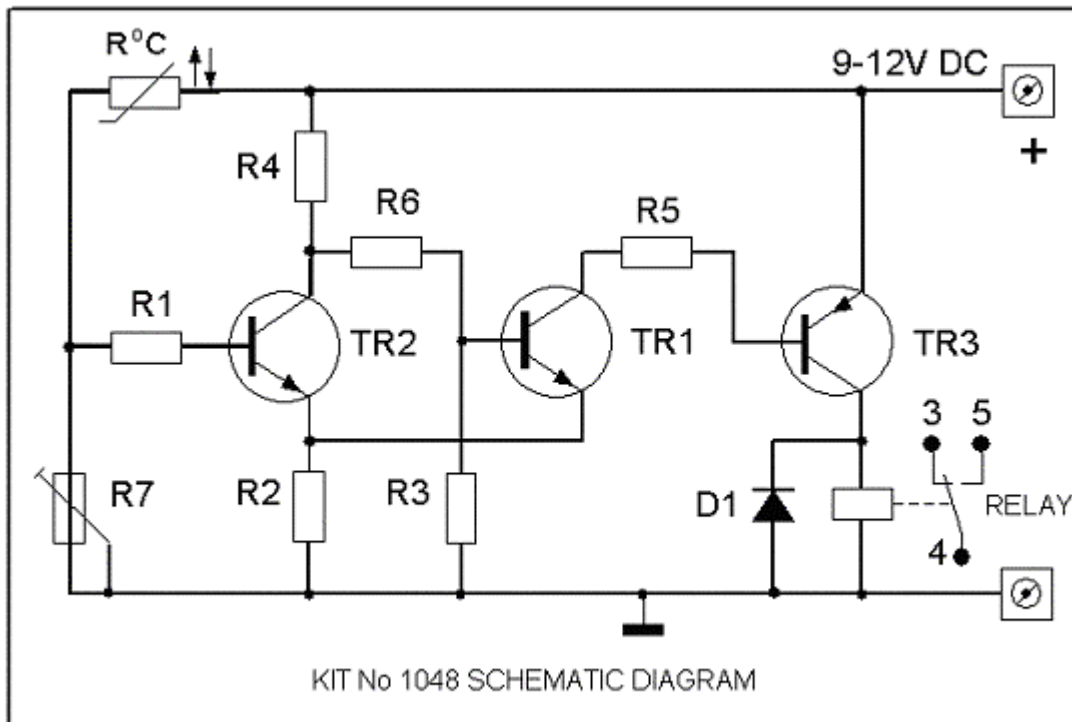 R°C
9-12V DC
+
R4
R6
R5
R1
TR2
TR1
TR3
3 5
R7
R2
R3
D1
RELAY
4
KIT No 1048 SCHEMATIC DIAGRAM